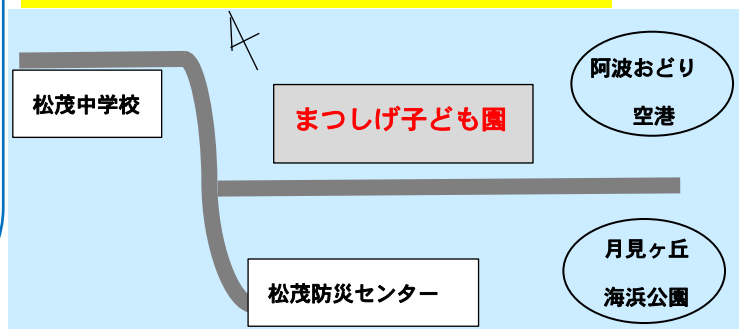 阿波おどり
空港
松茂中学校
まつしげ子ども園
月見ヶ丘
海浜公園
松茂防災センター